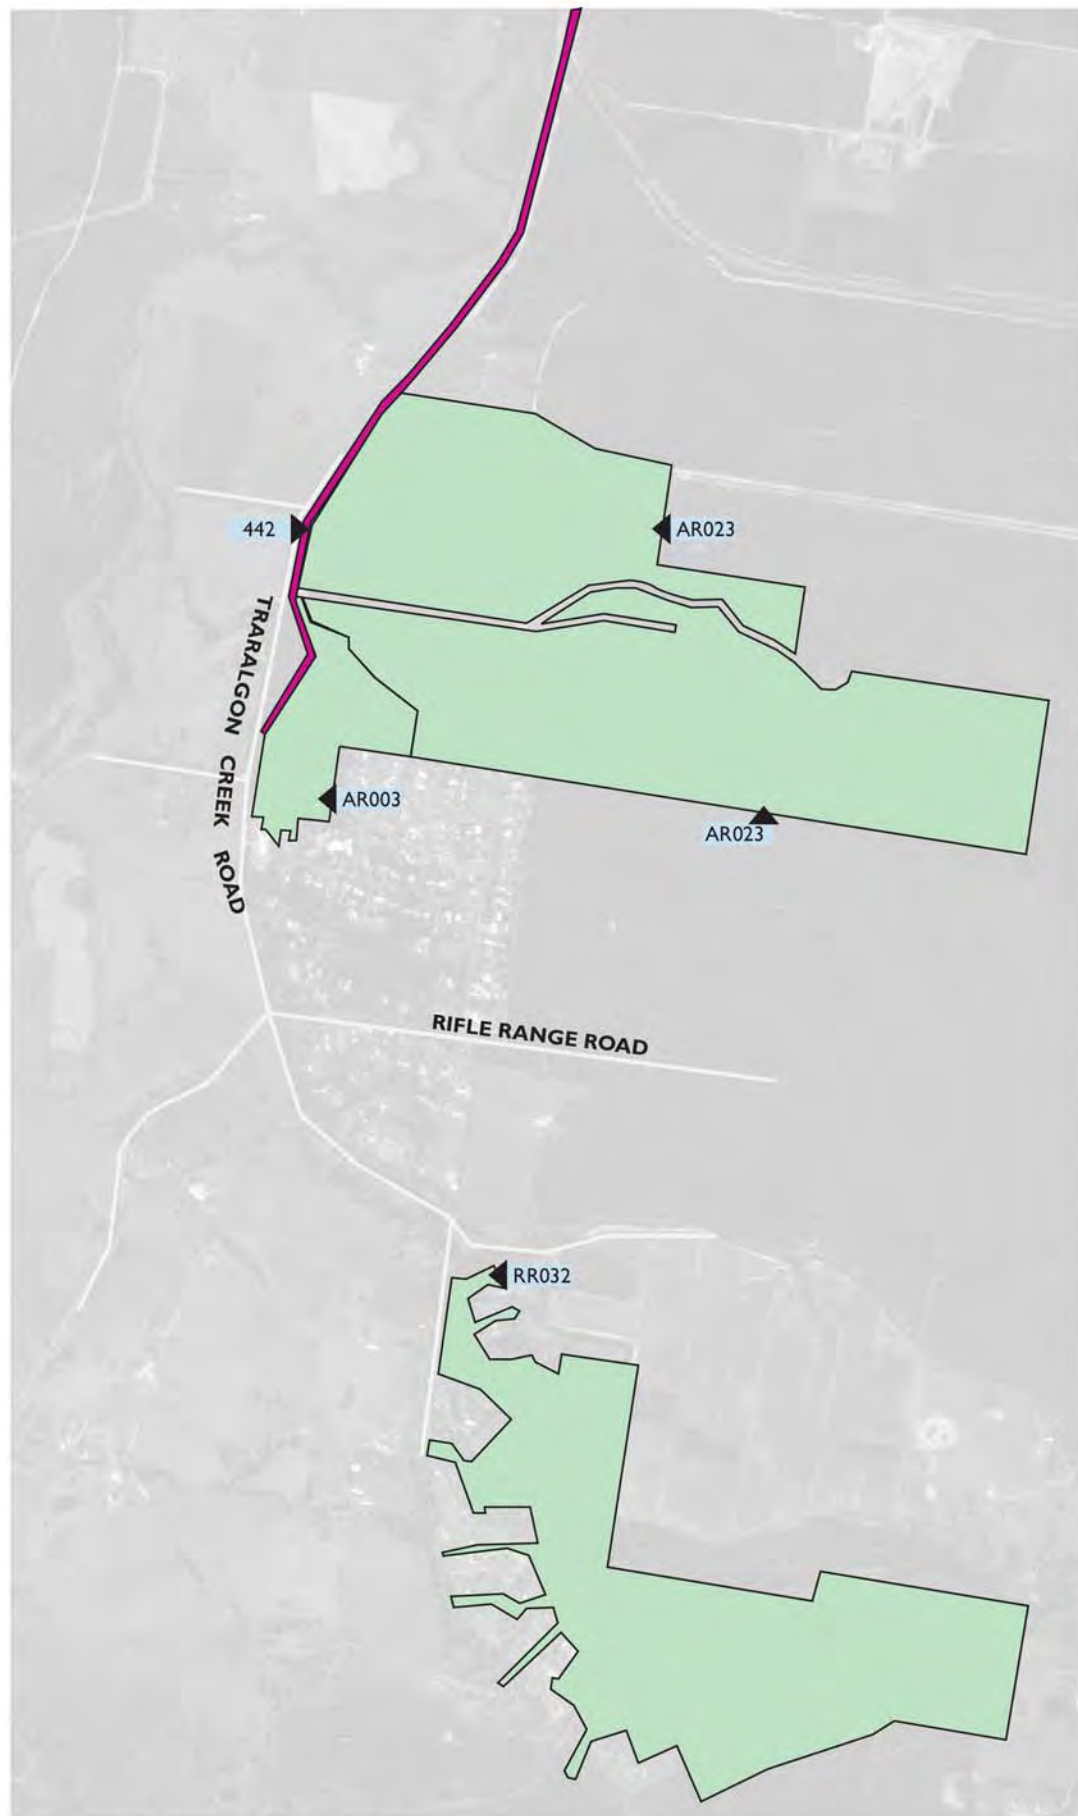 442
AR023
TRARALGON CREEK ROAD
AR003
AR023
RIFLE RANGE ROAD
RR032